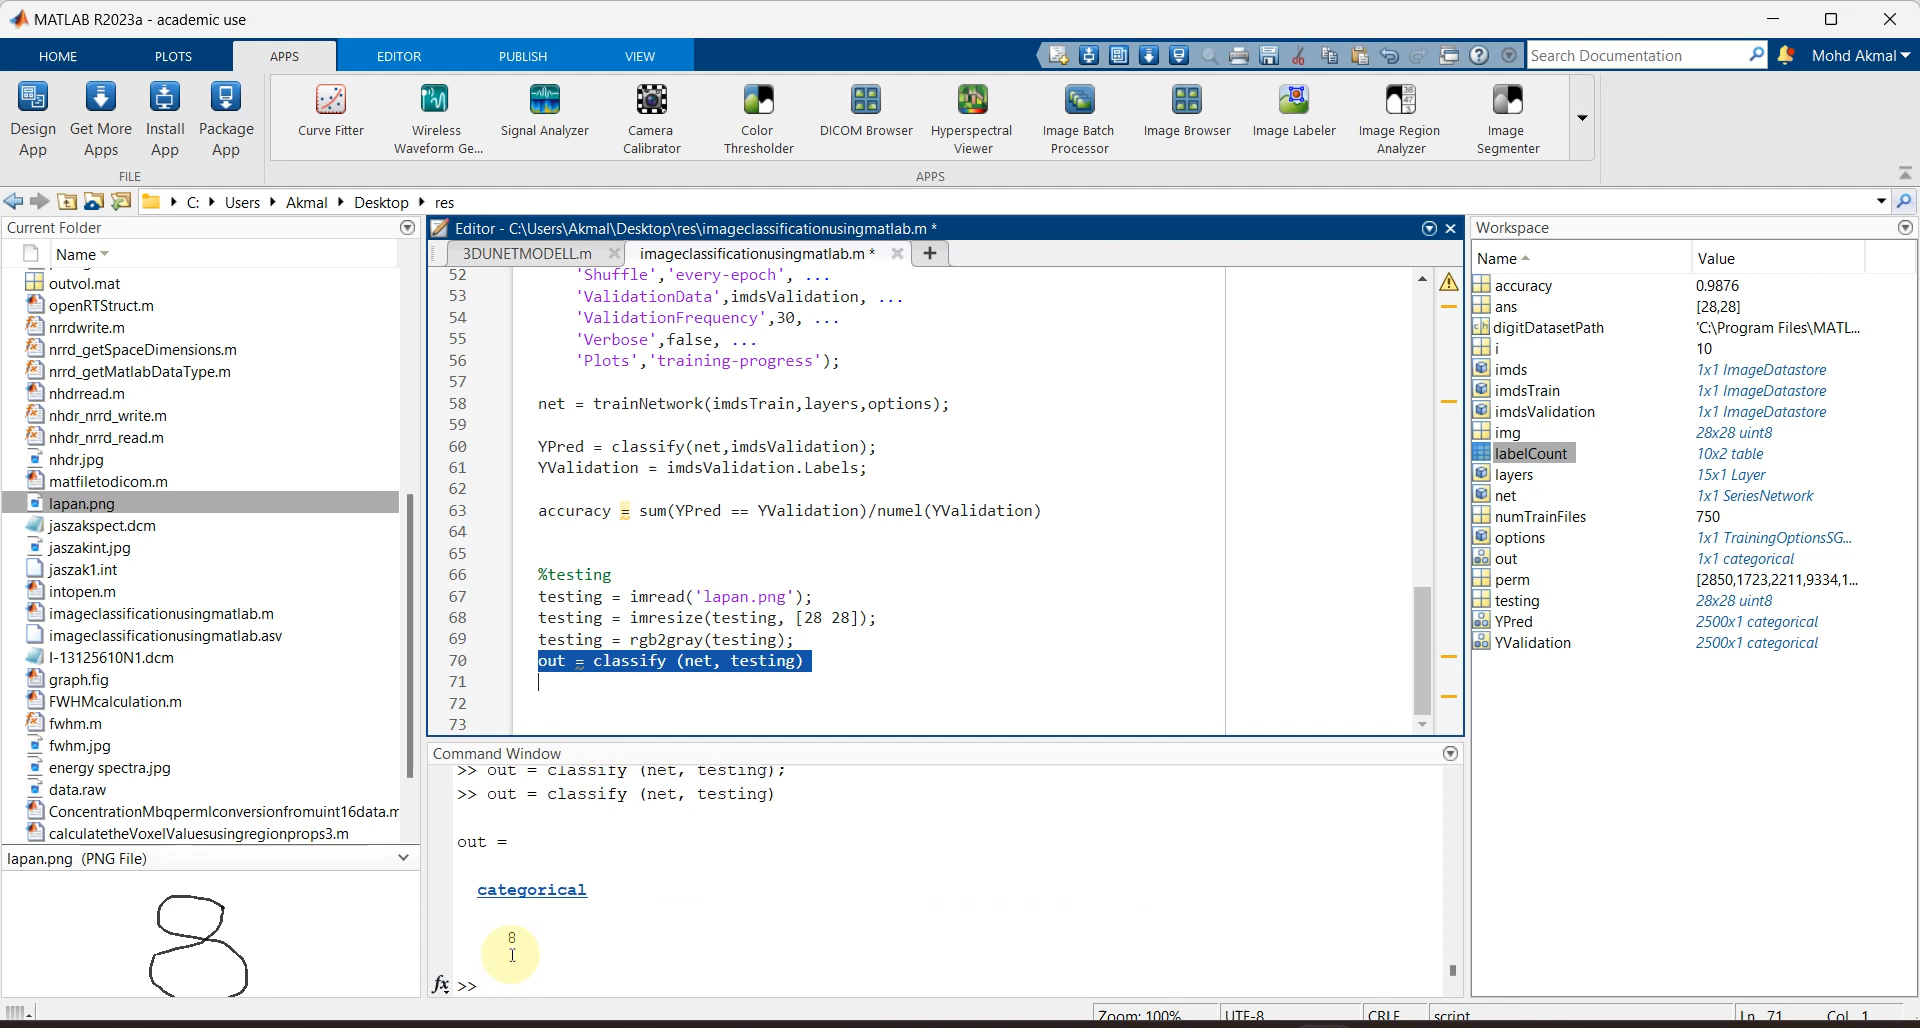 MATLAB R2023a - academic use
HOME PLOTS APPS EDITOR PUBLISH VIEW
Search Documentation
Mohd Akmal
Design App
Get More Apps
Install App
Package App
Curve Fitter
Wireless Waveform Ge...
Signal Analyzer
Camera Calibrator
Color Thresholder
DICOM Browser
Hyperspectral Viewer
Image Batch Processor
Image Browser
Image Labeler
Image Region Analyzer
Image Segmenter
FILE
APPS
C: Users Akmal Desktop res
Current Folder
Name
outvol.mat
openRTStruct.m
nrrdwrite.m
nrrd_getSpaceDimensions.m
nrrd_getMatlabDataType.m
nhdrread.m
nhdr_nrrd_write.m
nhdr_nrrd_read.m
nhdr.jpg
matfiletodicom.m
lapan.png
jaszakspect.dcm
jaszakint.jpg
jaszak1.int
intopen.m
imageclassificationusingmatlab.m
imageclassificationusingmatlab.asv
I-13125610N1.dcm
graph.fig
FWHMcalculation.m
fwhm.m
fwhm.jpg
energy spectra.jpg
data.raw
ConcentrationMbqpermlconversionfromuint16data.m
calculatetheVoxelValuesusingregionprops3.m
lapan.png (PNG File)
8
Editor - C:\Users\Akmal\Desktop\res\imageclassificationusingmatlab.m *
3DUNETMODELL.m
imageclassificationusingmatlab.m *
52 'Shuffle','every-epoch', ...
53 'ValidationData',imdsValidation, ...
54 'ValidationFrequency',30, ...
55 'Verbose',false, ...
56 'Plots','training-progress');
57
58 net = trainNetwork(imdsTrain,layers,options);
59
60 YPred = classify(net,imdsValidation);
61 YValidation = imdsValidation.Labels;
62
63 accuracy = sum(YPred == YValidation)/numel(YValidation)
64
65
66 %testing
67 testing = imread('lapan.png');
68 testing = imresize(testing, [28 28]);
69 testing = rgb2gray(testing);
70 out = classify (net, testing)
71
72
73
Command Window
>> out = classify (net, testing);
>> out = classify (net, testing)
out =
categorical
8
fx >>
Workspace
Name Value
accuracy 0.9876
ans [28,28]
digitDatasetPath 'C:\Program Files\MATL...
i 10
imds 1x1 ImageDatastore
imdsTrain 1x1 ImageDatastore
imdsValidation 1x1 ImageDatastore
img 28x28 uint8
labelCount 10x2 table
layers 15x1 Layer
net 1x1 SeriesNetwork
numTrainFiles 750
options 1x1 TrainingOptionsSG...
out 1x1 categorical
perm [2850,1723,2211,9334,1...
testing 28x28 uint8
YPred 2500x1 categorical
YValidation 2500x1 categorical
Zoom: 100% UTF-8 CRLF script Ln 71 Col 1